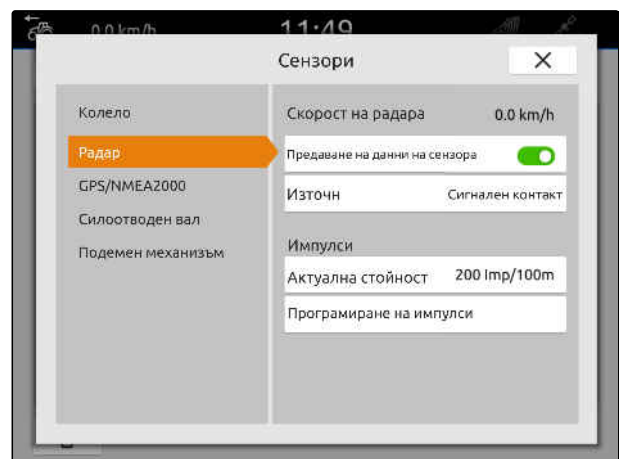 0.0 km/h
11:49
Сензори
Колело
Радар
GPS/NMEA2000
Силоотводен вал
Подемен механизъм
Скорост на радара 0.0 km/h
Предаване на данни на сензора
Източн Сигнален контакт
Импулси
Актуална стойност 200 Imp/100m
Програмиране на импулси